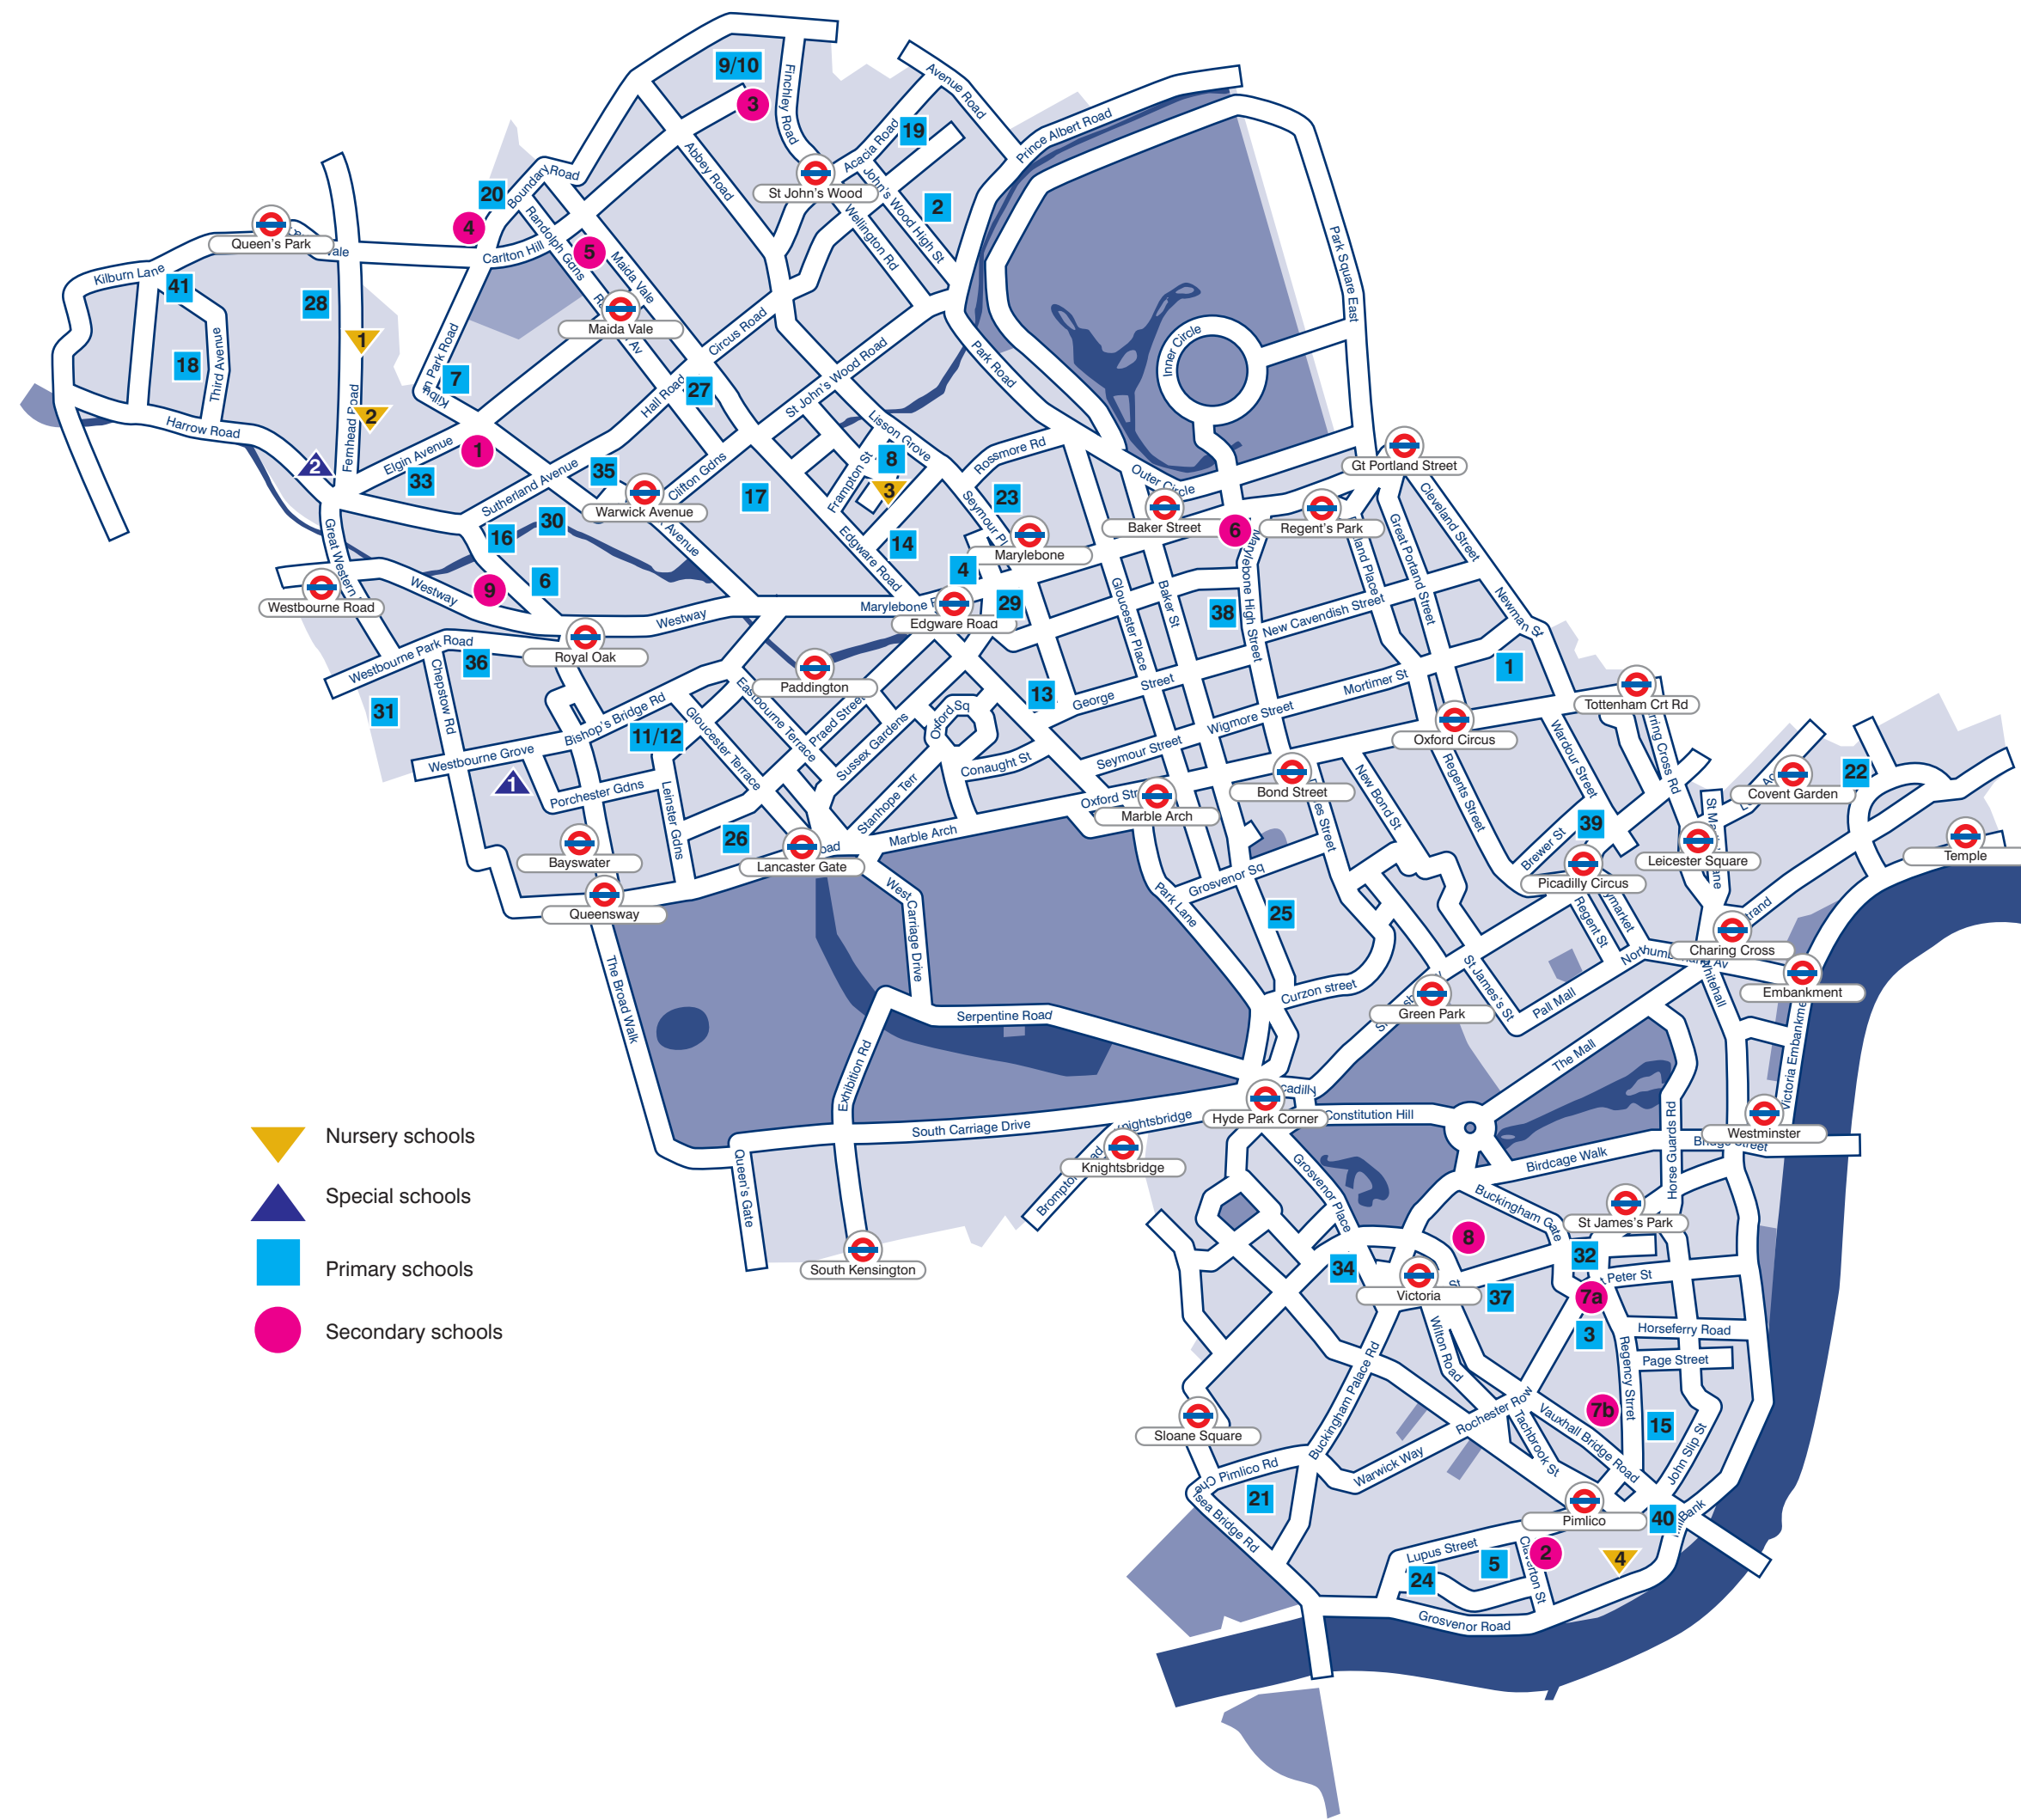 9/10
3
Finchley Road
Avenue Road
Prince Albert Road
19
Acacia Road
St John's Wood
John's Wood High St
2
Abbey Road
Wellington Rd
20
Boundary Road
4
5
Queen's Park
Vale
Carlton Hill
Randolph Gdns
Maida Vale
Maida Vale
Av
Park Square East
Kilburn Lane
41
28
1
18
Third Avenue
Fernhead Road
2
7
Circus Road
Inner Circle
Park Road
27
Hall Road
St John's Wood Road
Harrow Road
2
Elgin Avenue
1
33
Sutherland Avenue
35
Warwick Avenue
Avenue
Clifton Gdns
17
Lisson Grove
8
Frampton St
3
Rossmore Rd
23
Seymour Pl
Outer Circle
Gt Portland Street
Baker Street
6
Regent's Park
Cleveland Street
16
30
14
Marylebone
Edgware Road
Great Western
Westbourne Road
9
6
Westway
Westway
4
29
Edgware Road
Gloucester Place
Baker St
38
Marylebone High Street
New Cavendish Street
Great Portland Street
Newman St
Westbourne Park Road
36
Royal Oak
Paddington
31
Chepstow Rd
Bishop's Bridge Rd
11/12
Westbourne Grove
1
Porchester Gdns
Gloucester Terrace
Eastbourne Terrace
Praed Street
Sussex Gardens
Oxford Sq
13
George Street
Mortimer St
1
Tottenham Crt Rd
Oxford Circus
Wigmore Street
Seymour Street
Conaught St
Stanhope Terr
Leinster Gdns
26
Bayswater
Lancaster Gate
Queensway
Marble Arch
Marble Arch
Bond Street
New Bond St
Regents Street
Wardour Street
Covent Garden
22
39
Brewer St
Leicester Square
Picadilly Circus
Temple
Grosvenor Sq
Park Lane
25
West Carriage Drive
The Broad Walk
Serpentine Road
Exhibition Rd
Curzon street
Green Park
St James's St
Pall Mall
Regent St
Charing Cross
Whitehall
Embankment
The Mall
Hyde Park Corner
Constitution Hill
South Carriage Drive
Knightsbridge
Queen's Gate
South Kensington
Horse Guards Rd
Westminster
Birdcage Walk
Grosvenor Place
Buckingham Gate
St James's Park
8
32
34
Victoria
37
7a
Peter St
3
Horseferry Road
Page Street
Regency Strret
Wilton Road
Buckingham Palace Rd
7b
15
Sloane Square
Rochester Row
Vauxhall Bridge Road
Tachbrook St
John Slip St
Warwick Way
Pimlico Rd
21
Chelsea Bridge Rd
Pimlico
40
Lupus Street
2
4
5
24
Claverton St
Grosvenor Road
Nursery schools
Special schools
Primary schools
Secondary schools